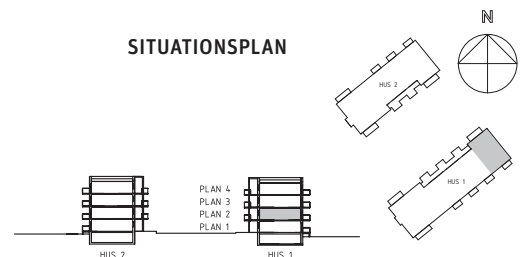 N
SITUATIONSPLAN
HUS 2
HUS 1
PLAN 4
PLAN 3
PLAN 2
PLAN 1
HUS 2
HUS 1